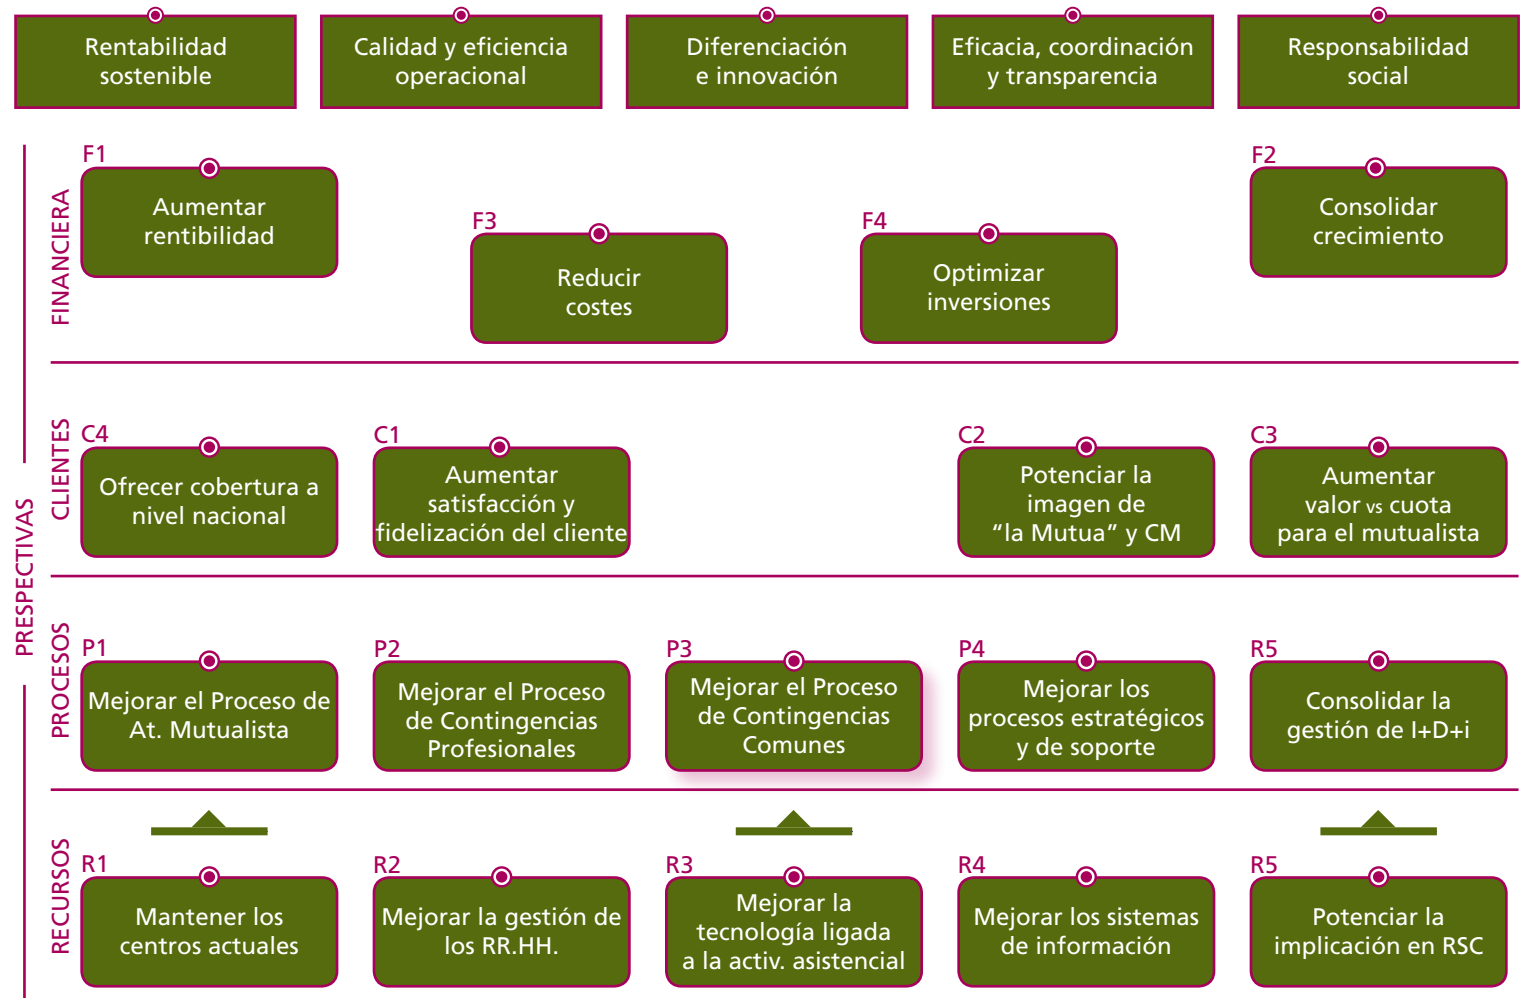 Rentabilidad
sostenible
Calidad y eficiencia
operacional
Diferenciación
e innovación
Eficacia, coordinación
y transparencia
Responsabilidad
social
PRESPECTIVAS
FINANCIERA
F1
Aumentar
rentibilidad
F3
Reducir
costes
F4
Optimizar
inversiones
F2
Consolidar
crecimiento
CLIENTES
C4
Ofrecer cobertura a
nivel nacional
C1
Aumentar
satisfacción y
fidelización del cliente
C2
Potenciar la
imagen de
“la Mutua” y CM
C3
Aumentar
valor vs cuota
para el mutualista
PROCESOS
P1
Mejorar el Proceso de
At. Mutualista
P2
Mejorar el Proceso
de Contingencias
Profesionales
P3
Mejorar el Proceso
de Contingencias
Comunes
P4
Mejorar los
procesos estratégicos
y de soporte
R5
Consolidar la
gestión de I+D+i
RECURSOS
R1
Mantener los
centros actuales
R2
Mejorar la gestión de
los RR.HH.
R3
Mejorar la
tecnología ligada
a la activ. asistencial
R4
Mejorar los sistemas
de información
R5
Potenciar la
implicación en RSC